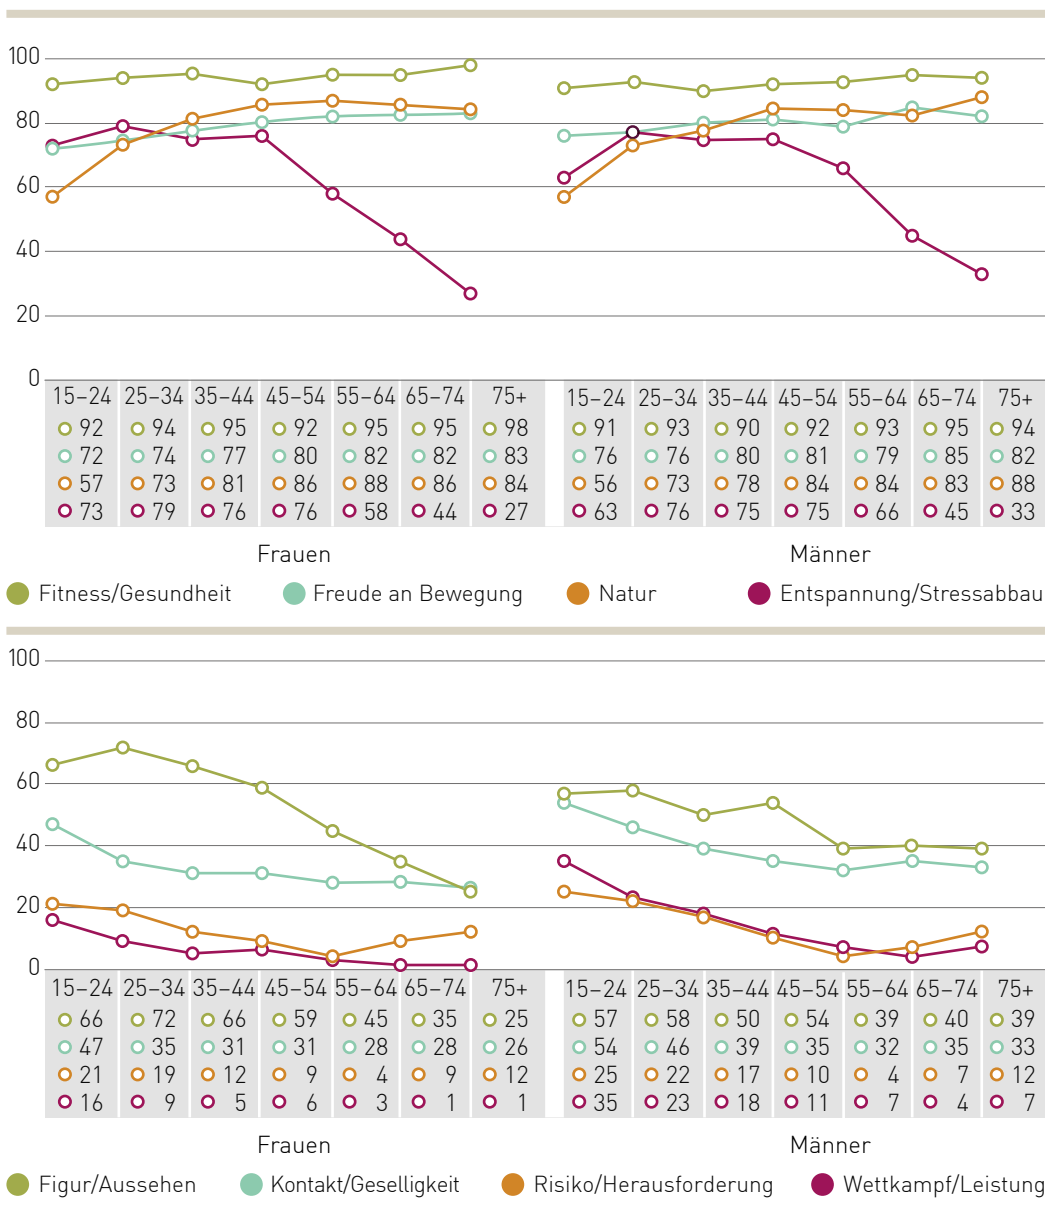 100
80
60
40
20
0
15–24 25–34 35–44 45–54 55–64 65–74 75+ 15–24 25–34 35–44 45–54 55–64 65–74 75+
92 94 95 92 95 95 98 91 93 90 92 93 95 94
72 74 77 80 82 82 83 76 76 80 81 79 85 82
57 73 81 86 88 86 84 56 73 78 84 84 83 88
73 79 76 76 58 44 27 63 76 75 75 66 45 33
Frauen Männer
Fitness/Gesundheit Freude an Bewegung Natur Entspannung/Stressabbau
100
80
60
40
20
0
15–24 25–34 35–44 45–54 55–64 65–74 75+ 15–24 25–34 35–44 45–54 55–64 65–74 75+
66 72 66 59 45 35 25 57 58 50 54 39 40 39
47 35 31 31 28 28 26 54 46 39 35 32 35 33
21 19 12 9 4 9 12 25 22 17 10 4 7 12
16 9 5 6 3 1 1 35 23 18 11 7 4 7
Frauen Männer
Figur/Aussehen Kontakt/Geselligkeit Risiko/Herausforderung Wettkampf/Leistung